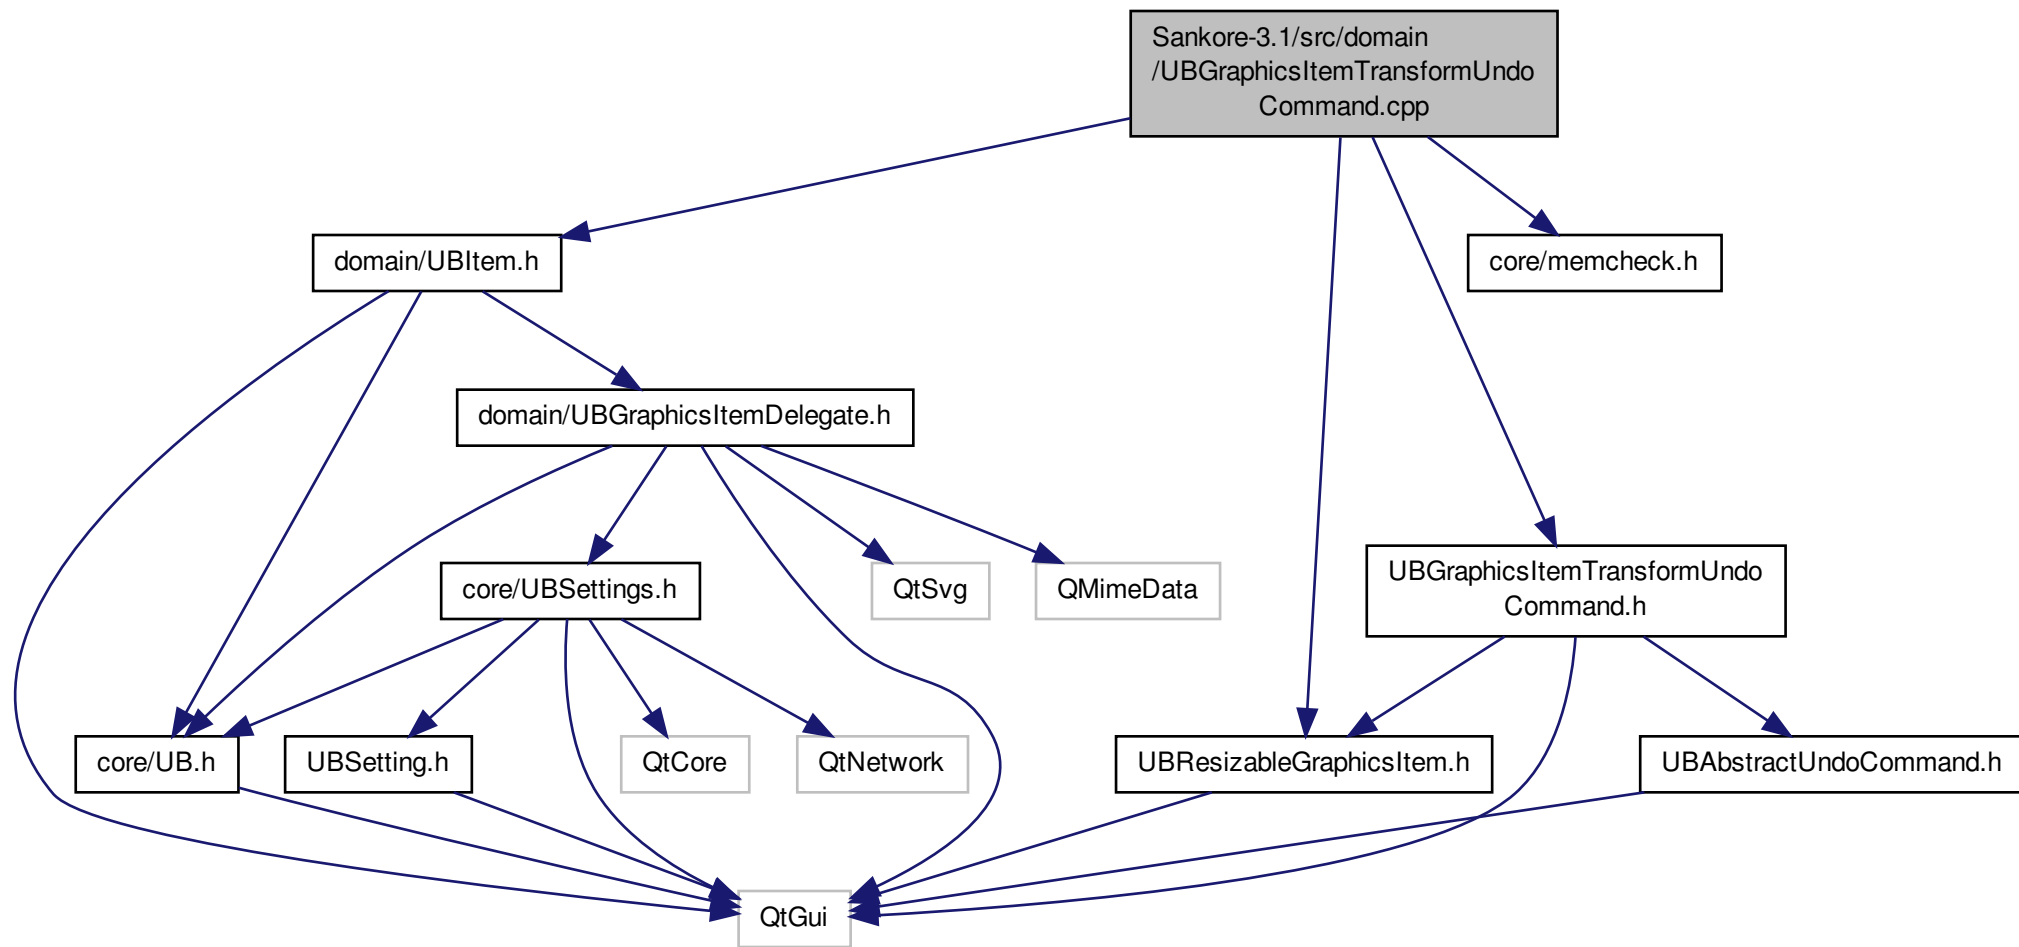 Sankore-3.1/src/domain
/UBGraphicsItemTransformUndo
Command.cpp
domain/UBItem.h
core/memcheck.h
domain/UBGraphicsItemDelegate.h
core/UBSettings.h
QtSvg
QMimeData
UBGraphicsItemTransformUndo
Command.h
core/UB.h
UBSetting.h
QtCore
QtNetwork
UBResizableGraphicsItem.h
UBAbstractUndoCommand.h
QtGui